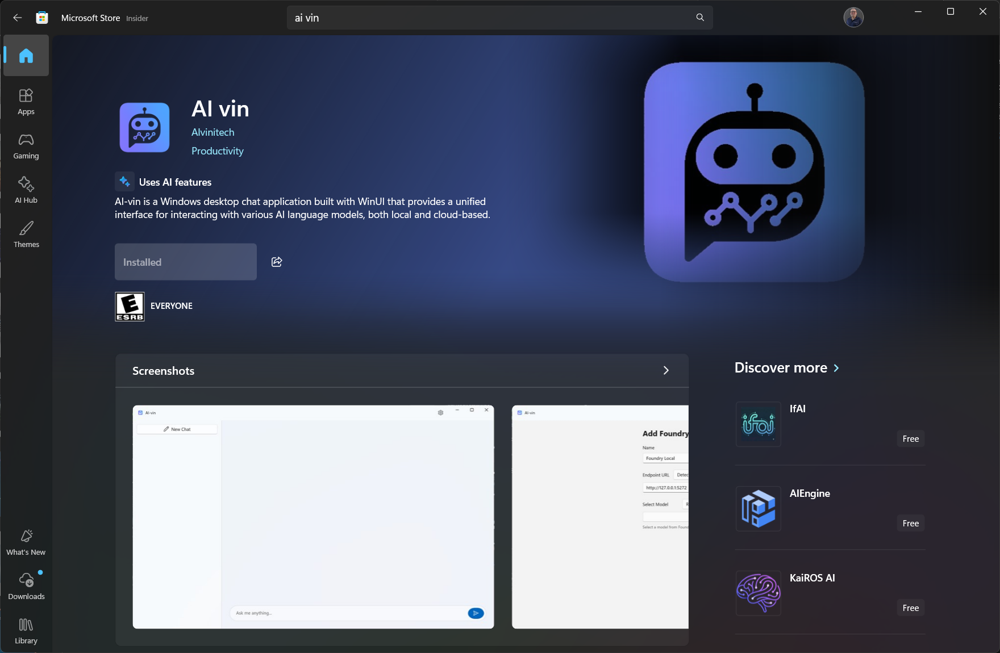 Microsoft Store Insider
ai vin
Apps
Gaming
AI Hub
Themes
What's New
Downloads
Library
AI vin
AIvinitech
Productivity
Uses AI features
AI-vin is a Windows desktop chat application built with WinUI that provides a unified
interface for interacting with various AI language models, both local and cloud-based.
Installed
E
ESRB
EVERYONE
Screenshots
AI-vin
New Chat
Ask me anything...
AI-vin
Add Foundry
Name
Foundry Local
Endpoint URL Detec
http://127.0.0.1:5272
Select Model R
Select a model from Found
Discover more
ifai
IfAI
Free
AIEngine
Free
KaiROS AI
Free